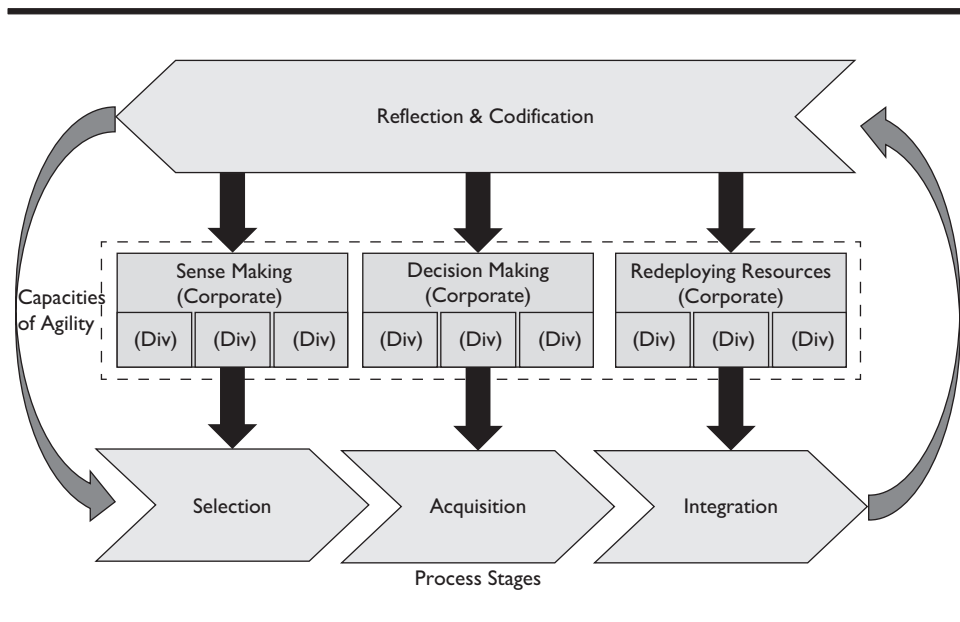 Reflection & Codification
Sense Making
(Corporate)
(Div) (Div) (Div)
Decision Making
(Corporate)
(Div) (Div) (Div)
Redeploying Resources
(Corporate)
(Div) (Div) (Div)
Capacities
of Agility
Selection
Acquisition
Integration
Process Stages